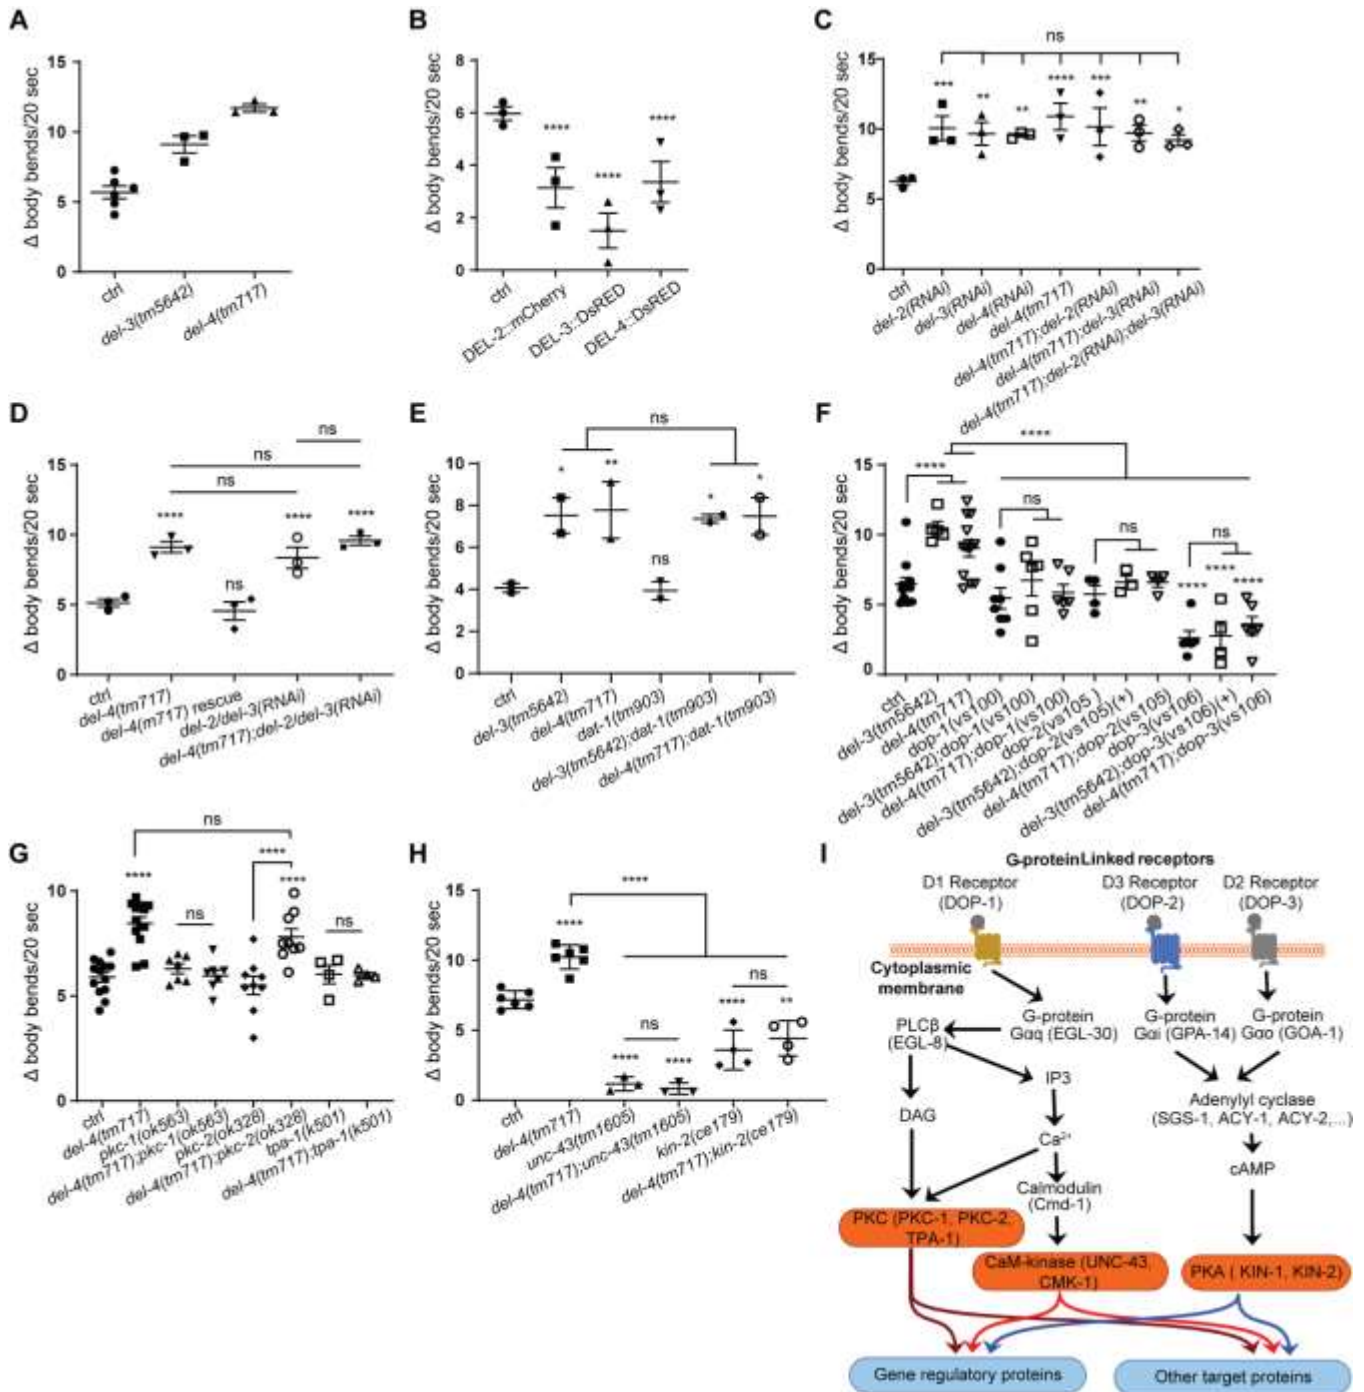 A
Δ body bends/20 sec
15
10
5
0
ctrl
del-3(tm5642)
del-4(tm717)
B
Δ body bends/20 sec
8
6
4
2
0
****
****
****
ctrl
DEL-2::mCherry
DEL-3::DsRED
DEL-4::DsRED
C
Δ body bends/20 sec
15
10
5
0
ns
***
**
**
****
***
**
*
ctrl
del-2(RNAi)
del-3(RNAi)
del-4(RNAi)
del-4(tm717)
del-4(tm717);del-2(RNAi)
del-4(tm717);del-3(RNAi)
del-4(tm717);del-2(RNAi);del-3(RNAi)
D
Δ body bends/20 sec
15
10
5
0
ns
ns
ns
****
ns
****
****
ctrl
del-4(tm717)
del-4(m717) rescue
del-2/del-3(RNAi)
del-4(tm717);del-2/del-3(RNAi)
E
Δ body bends/20 sec
10
8
6
4
2
0
ns
*
**
ns
*
*
ctrl
del-3(tm5642)
del-4(tm717)
dat-1(tm903)
del-3(tm5642);dat-1(tm903)
del-4(tm717);dat-1(tm903)
F
Δ body bends/20 sec
15
10
5
0
****
****
ns
ns
ns
****
****
****
ctrl
del-3(tm5642)
del-4(tm717)
dop-1(vs100)
del-3(tm5642);dop-1(vs100)
del-4(tm717);dop-1(vs100)
dop-2(vs105 )
del-3(tm5642);dop-2(vs105)(+)
del-4(tm717);dop-2(vs105)
dop-3(vs106)
del-3(tm5642);dop-3(vs106)(+)
del-4(tm717);dop-3(vs106)
G
Δ body bends/20 sec
10
5
0
ns
****
****
****
ns
ns
ctrl
del-4(tm717)
pkc-1(ok563)
del-4(tm717);pkc-1(ok563)
pkc-2(ok328)
del-4(tm717);pkc-2(ok328)
tpa-1(k501)
del-4(tm717);tpa-1(k501)
H
Δ body bends/20 sec
15
10
5
0
****
****
ns
****
****
ns
****
**
ctrl
del-4(tm717)
unc-43(tm1605)
del-4(tm717);unc-43(tm1605)
kin-2(ce179)
del-4(tm717);kin-2(ce179)
I
G-protein Linked receptors
D1 Receptor
(DOP-1)
D3 Receptor
(DOP-2)
D2 Receptor
(DOP-3)
Cytoplasmic
membrane
PLCβ
(EGL-8)
G-protein
Gαq (EGL-30)
G-protein
Gαi (GPA-14)
G-protein
Gαo (GOA-1)
IP3
DAG
Adenylyl cyclase
(SGS-1, ACY-1, ACY-2,...)
Ca²⁺
cAMP
Calmodulin
(Cmd-1)
PKC (PKC-1, PKC-2,
TPA-1)
CaM-kinase (UNC-43,
CMK-1)
PKA ( KIN-1, KIN-2)
Gene regulatory proteins
Other target proteins